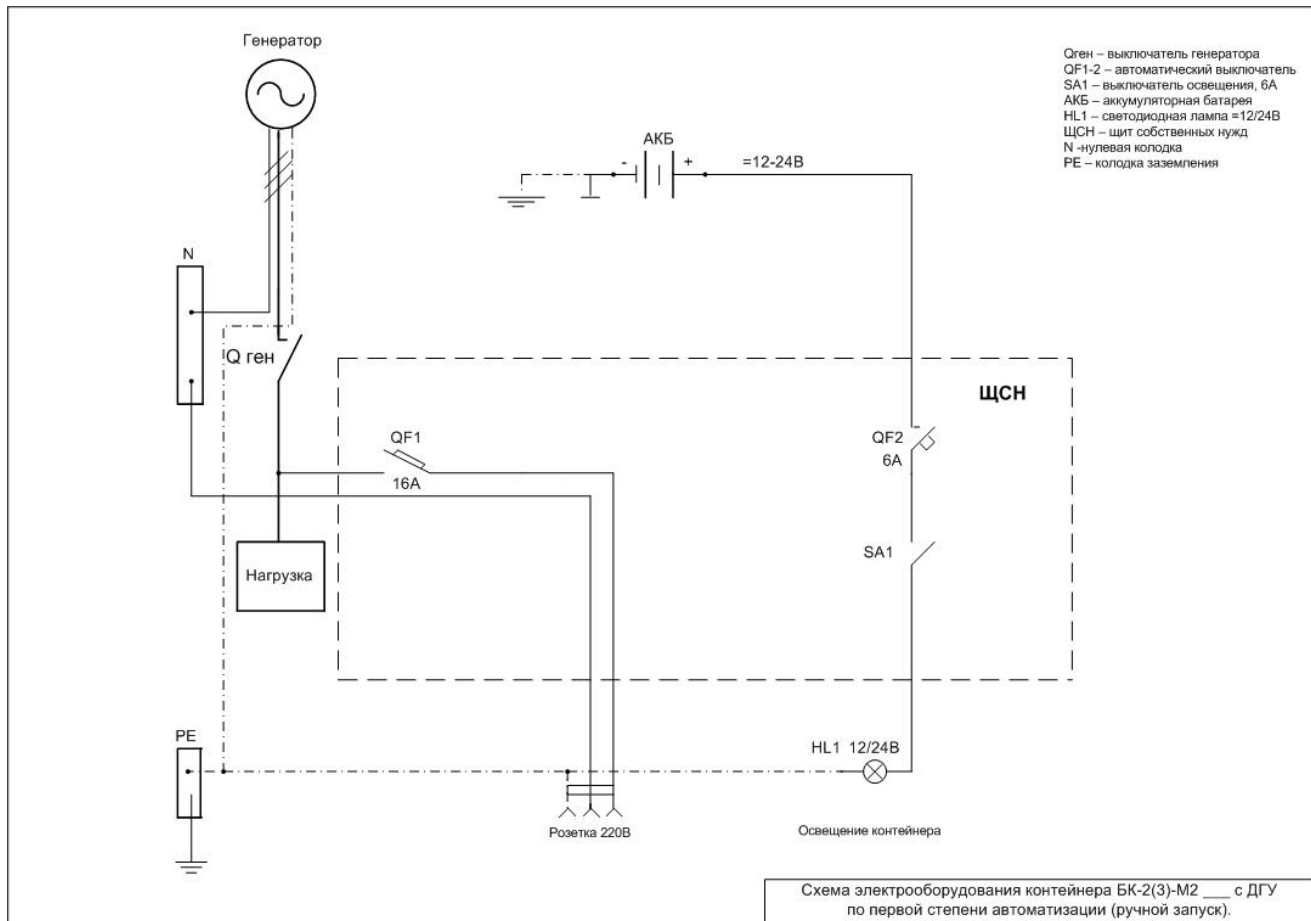 Генератор
Qген – выключатель генератора
QF1-2 – автоматический выключатель
SA1 – выключатель освещения, 6А
АКБ – аккумуляторная батарея
HL1 – светодиодная лампа =12/24В
ЩСН – щит собственных нужд
N -нулевая колодка
PE – колодка заземления
АКБ
- + =12-24В
N
Q ген
ЩСН
QF1
16А
QF2
6А
SA1
Нагрузка
PE
HL1 12/24В
Розетка 220В
Освещение контейнера
Схема электрооборудования контейнера БК-2(3)-М2 ___ с ДГУ
по первой степени автоматизации (ручной запуск).